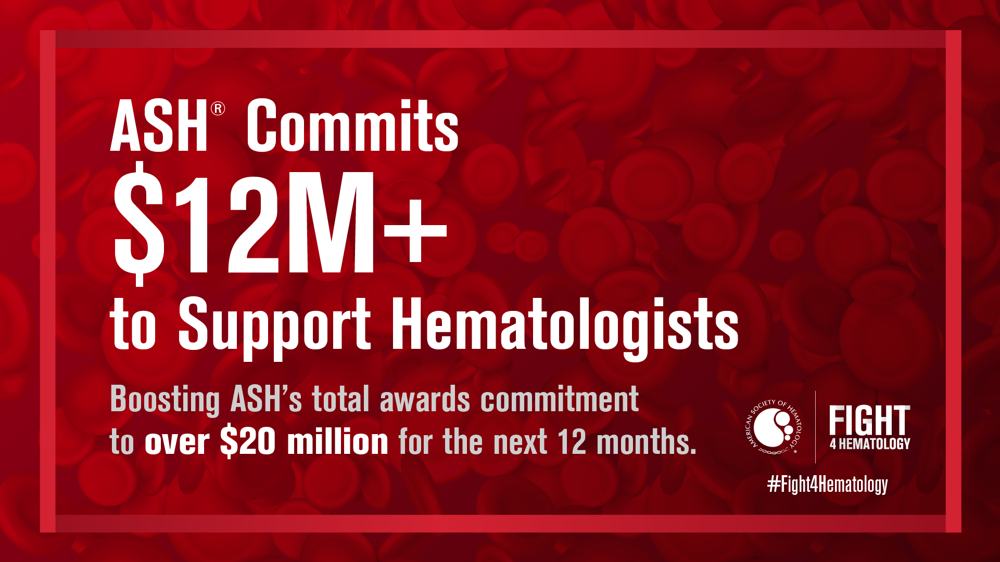 ASH® Commits
$12M+
to Support Hematologists
Boosting ASH’s total awards commitment
to over $20 million for the next 12 months.
AMERICAN SOCIETY OF HEMATOLOGY ®
FIGHT
4 HEMATOLOGY
#Fight4Hematology